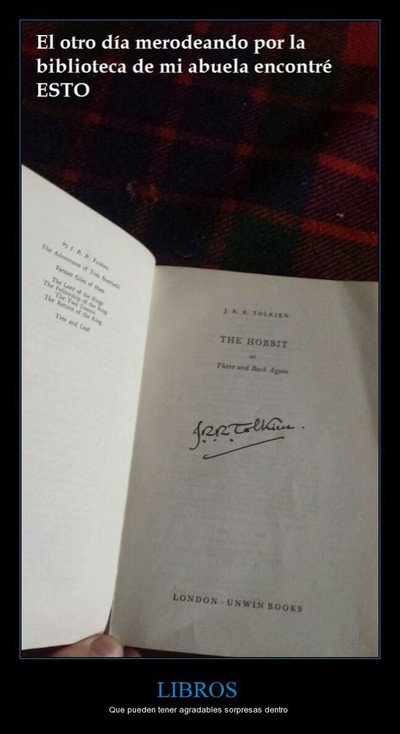 El otro día merodeando por la
biblioteca de mi abuela encontré
ESTO
by J. R. R. Tolkien
The Adventures of Tom Bombadil
Farmer Giles of Ham
The Lord of the Rings
The Fellowship of the Ring
The Two Towers
The Return of the King
Tree and Leaf
J. R. R. TOLKIEN
THE HOBBIT
or
There and Back Again
J.R.R. Tolkien.
LONDON · UNWIN BOOKS
LIBROS
Que pueden tener agradables sorpresas dentro